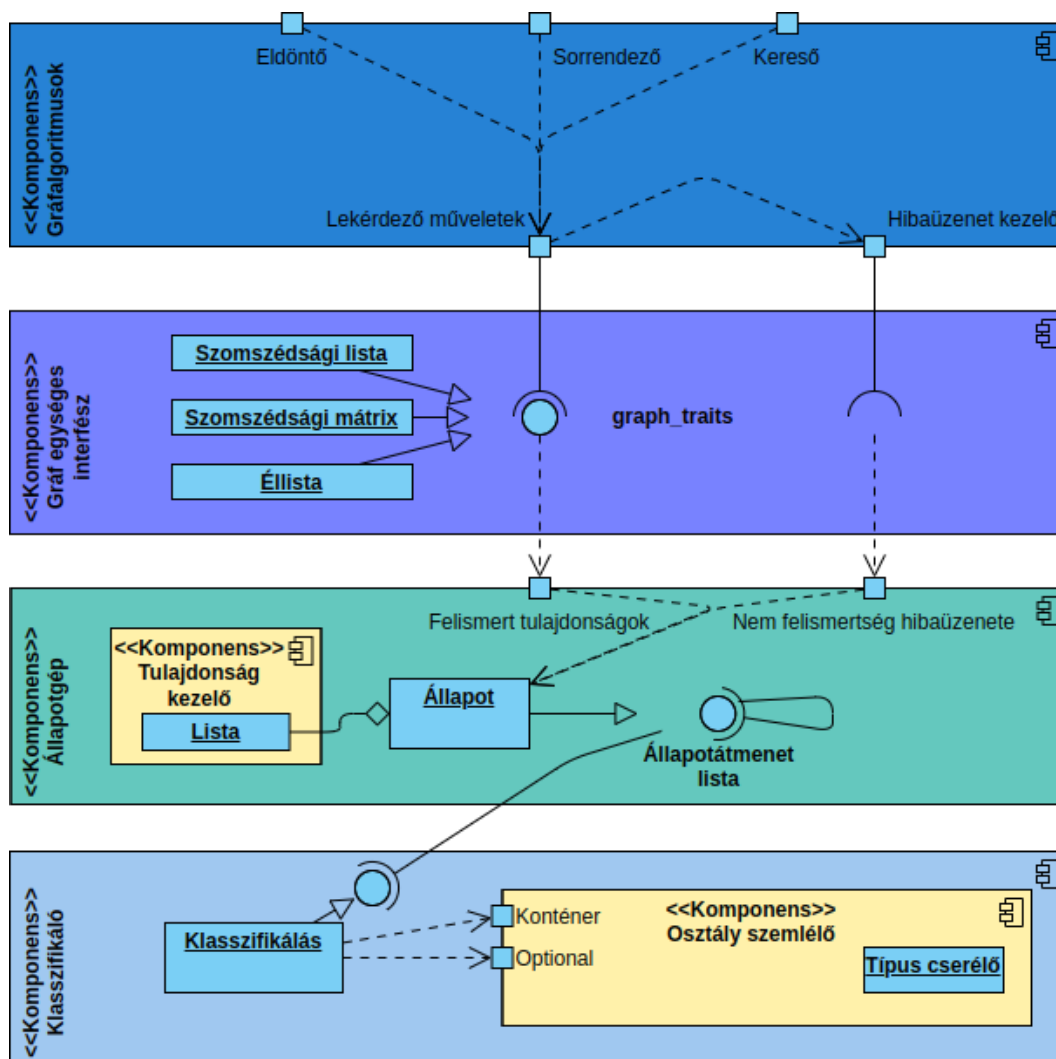 <<Komponens>>
Gráfalgoritmusok
Eldöntő
Sorrendező
Kereső
Lekérdező műveletek
Hibaüzenet kezelő
<<Komponens>>
Gráf egységes
interfész
Szomszédsági lista
Szomszédsági mátrix
Éllista
graph_traits
<<Komponens>>
Állapotgép
Felismert tulajdonságok
Nem felismertség hibaüzenete
<<Komponens>>
Tulajdonság
kezelő
Lista
Állapot
Állapotátmenet
lista
<<Komponens>>
Klasszifikáló
Klasszifikálás
Konténer
Optional
<<Komponens>>
Osztály szemlélő
Típus cserélő